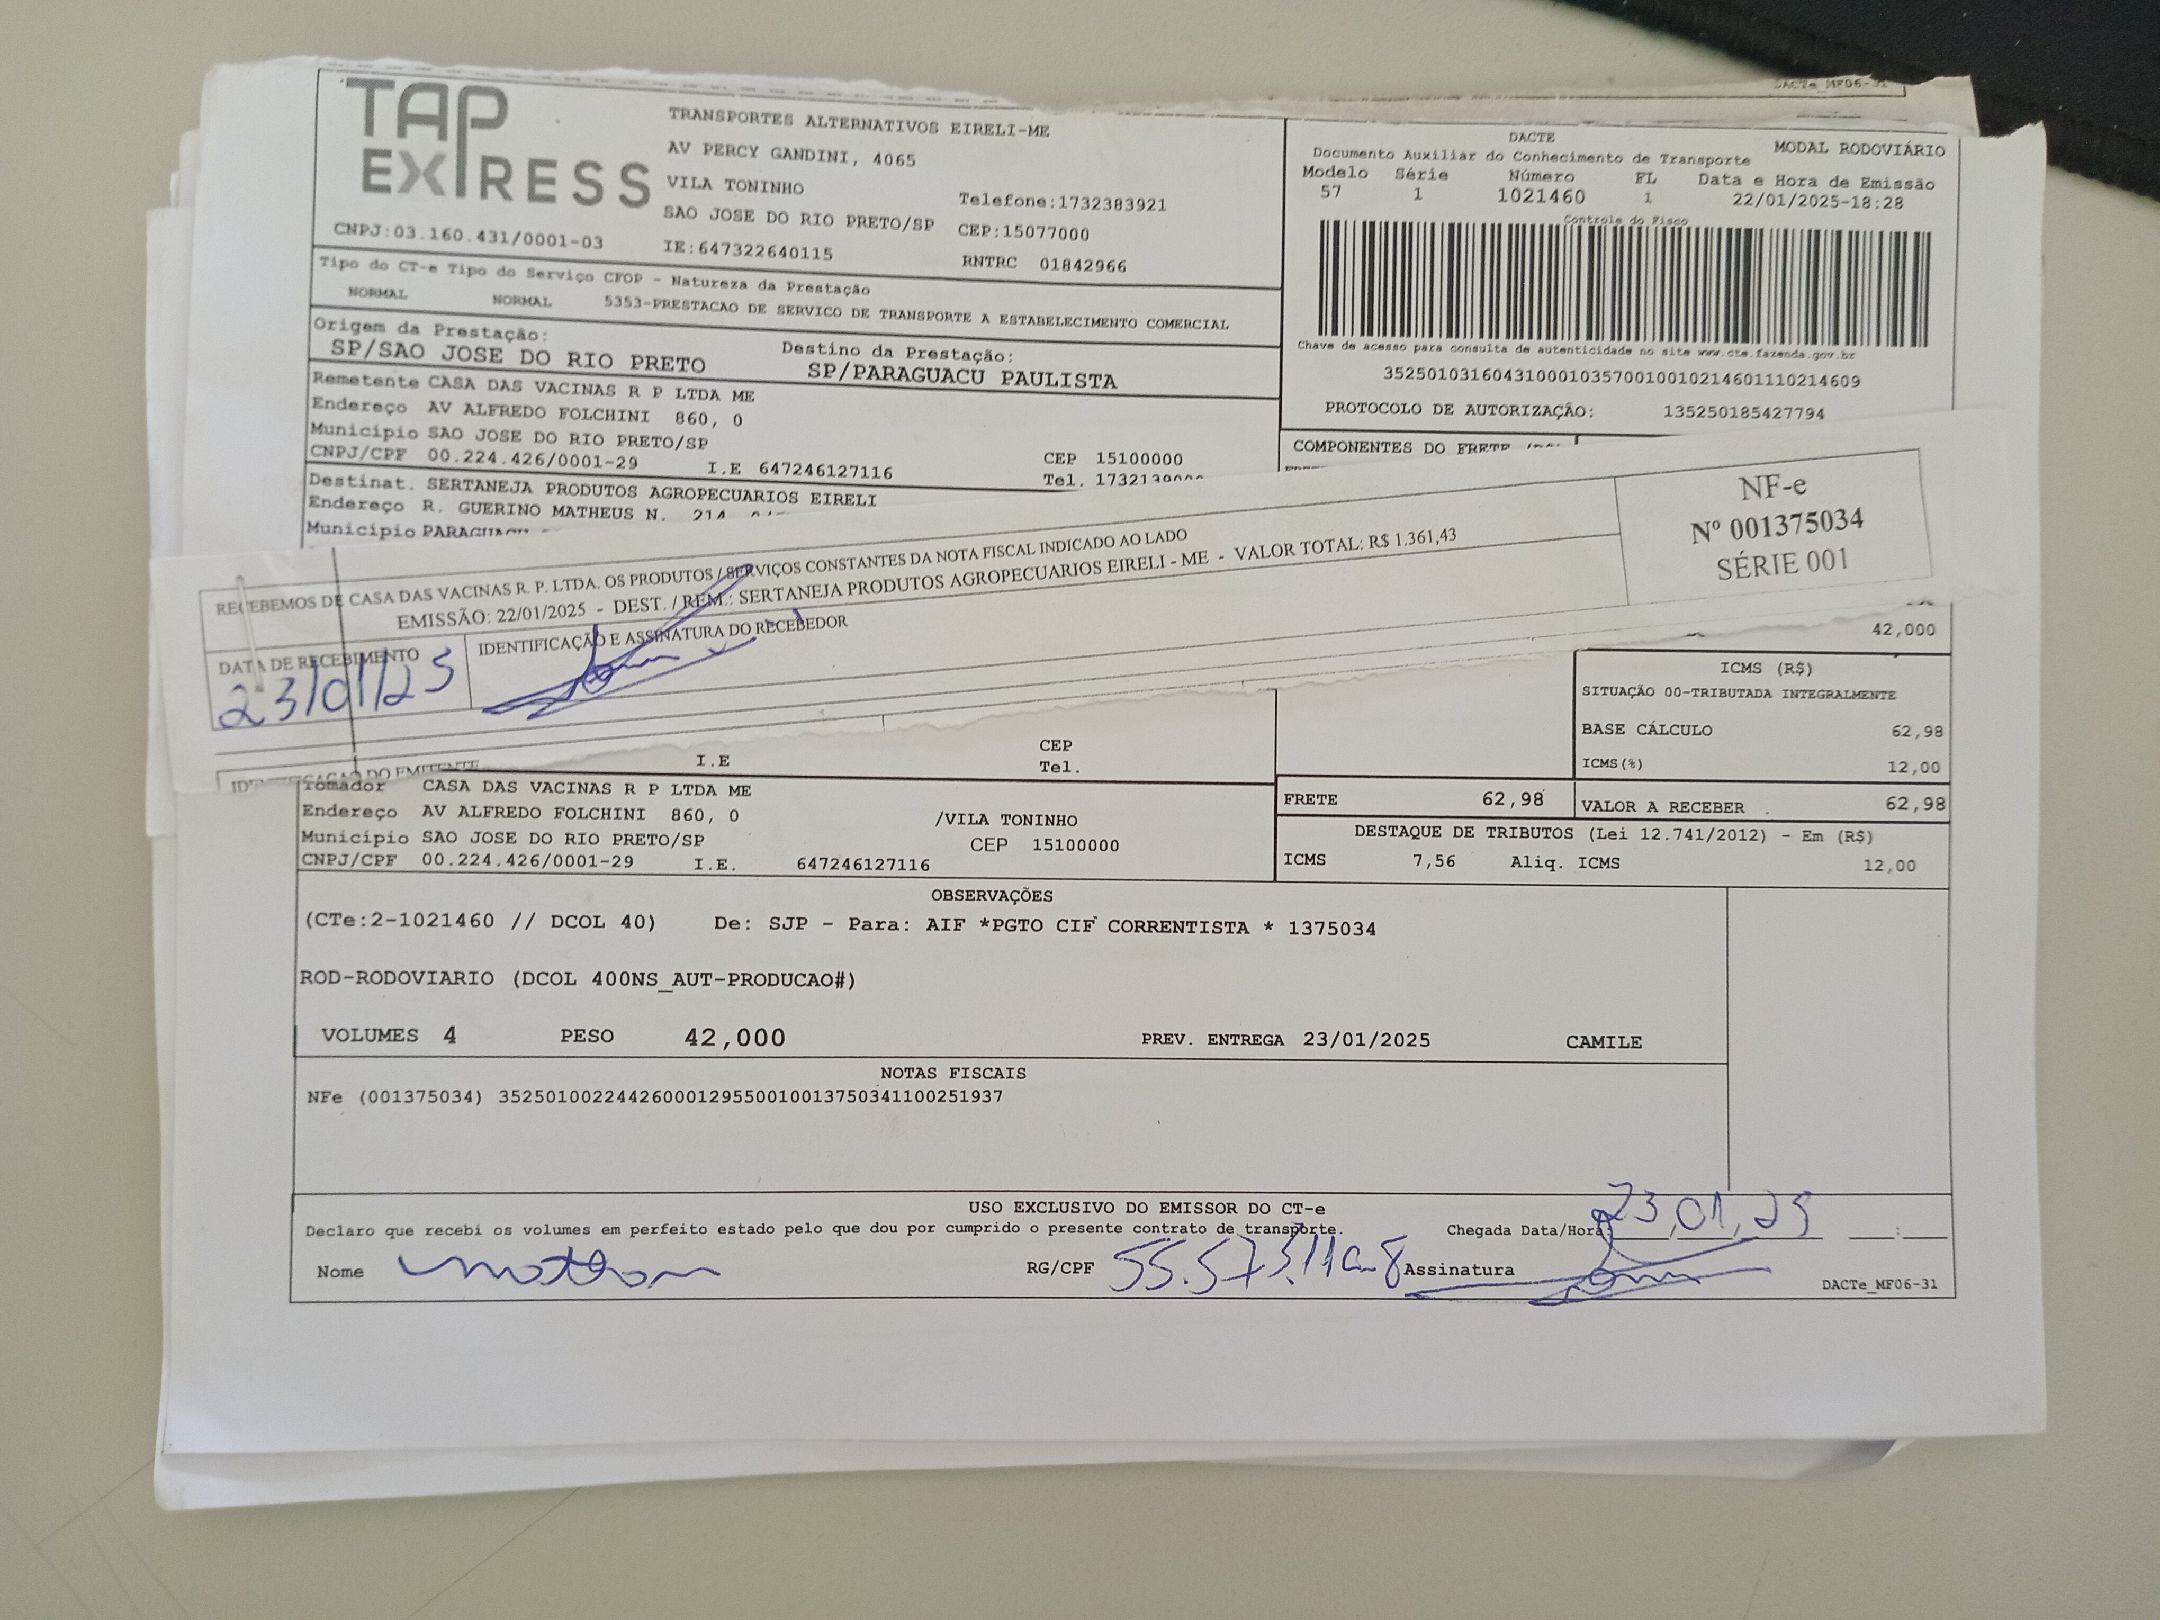 DACTe_MF06-31
TAP EXPRESS
TRANSPORTES ALTERNATIVOS EIRELI-ME
AV PERCY GANDINI, 4065
VILA TONINHO
Telefone:1732383921
SAO JOSE DO RIO PRETO/SP CEP:15077000
CNPJ:03.160.431/0001-03 IE:647322640115 RNTRC 01842966
DACTE MODAL RODOVIÁRIO
Documento Auxiliar do Conhecimento de Transporte
Modelo Série Número FL Data e Hora de Emissão
57 1 1021460 1 22/01/2025-18:28
Controle do Fisco
Chave de acesso para consulta de autenticidade no site www.cte.fazenda.gov.br
35250103160431000103570010010214601110214609
PROTOCOLO DE AUTORIZAÇÃO: 135250185427794
Tipo do CT-e Tipo do Serviço CFOP - Natureza da Prestação
NORMAL NORMAL 5353-PRESTACAO DE SERVICO DE TRANSPORTE A ESTABELECIMENTO COMERCIAL
Origem da Prestação: Destino da Prestação:
SP/SAO JOSE DO RIO PRETO SP/PARAGUACU PAULISTA
Remetente CASA DAS VACINAS R P LTDA ME
Endereço AV ALFREDO FOLCHINI 860, 0
Município SAO JOSE DO RIO PRETO/SP CEP 15100000
CNPJ/CPF 00.224.426/0001-29 I.E 647246127116 Tel.
COMPONENTES DO FRETE
Destinat. SERTANEJA PRODUTOS AGROPECUARIOS EIRELI
Endereço R. GUERINO MATHEUS N. 214
Município
RECEBEMOS DE CASA DAS VACINAS R. P. LTDA. OS PRODUTOS / SERVIÇOS CONSTANTES DA NOTA FISCAL INDICADO AO LADO
EMISSÃO: 22/01/2025 - DEST. / REM.: SERTANEJA PRODUTOS AGROPECUARIOS EIRELI - ME - VALOR TOTAL: R$ 1.361,43
NF-e
Nº 001375034
SÉRIE 001
DATA DE RECEBIMENTO IDENTIFICAÇÃO E ASSINATURA DO RECEBEDOR
23/01/25
42,000
ICMS (R$)
SITUAÇÃO 00-TRIBUTADA INTEGRALMENTE
BASE CÁLCULO 62,98
ICMS(%) 12,00
I.E CEP
Tel.
IDENTIFICAÇÃO DO EMITENTE
Tomador CASA DAS VACINAS R P LTDA ME
Endereço AV ALFREDO FOLCHINI 860, 0 /VILA TONINHO
Município SAO JOSE DO RIO PRETO/SP CEP 15100000
CNPJ/CPF 00.224.426/0001-29 I.E. 647246127116
FRETE 62,98 VALOR A RECEBER 62,98
DESTAQUE DE TRIBUTOS (Lei 12.741/2012) - Em (R$)
ICMS 7,56 Aliq. ICMS 12,00
OBSERVAÇÕES
(CTe:2-1021460 // DCOL 40) De: SJP - Para: AIF *PGTO CIF CORRENTISTA * 1375034
ROD-RODOVIARIO (DCOL 400NS_AUT-PRODUCAO#)
VOLUMES 4 PESO 42,000 PREV. ENTREGA 23/01/2025 CAMILE
NOTAS FISCAIS
NFe (001375034) 35250100224426000129550010013750341100251937
USO EXCLUSIVO DO EMISSOR DO CT-e
Declaro que recebi os volumes em perfeito estado pelo que dou por cumprido o presente contrato de transporte. Chegada Data/Hora: 23,01,25 :
Nome RG/CPF Assinatura
DACTe_MF06-31